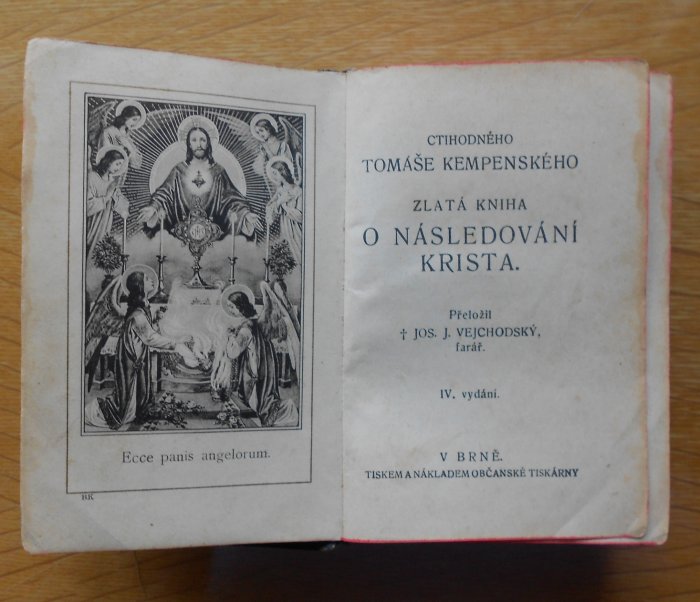 Ecce panis angelorum.
BK
CTIHODNÉHO
TOMÁŠE KEMPENSKÉHO
ZLATÁ KNIHA
O NÁSLEDOVÁNÍ
KRISTA.
Přeložil
† JOS. J. VEJCHODSKÝ,
farář.
IV. vydání.
V BRNĚ.
TISKEM A NÁKLADEM OBČANSKÉ TISKÁRNY